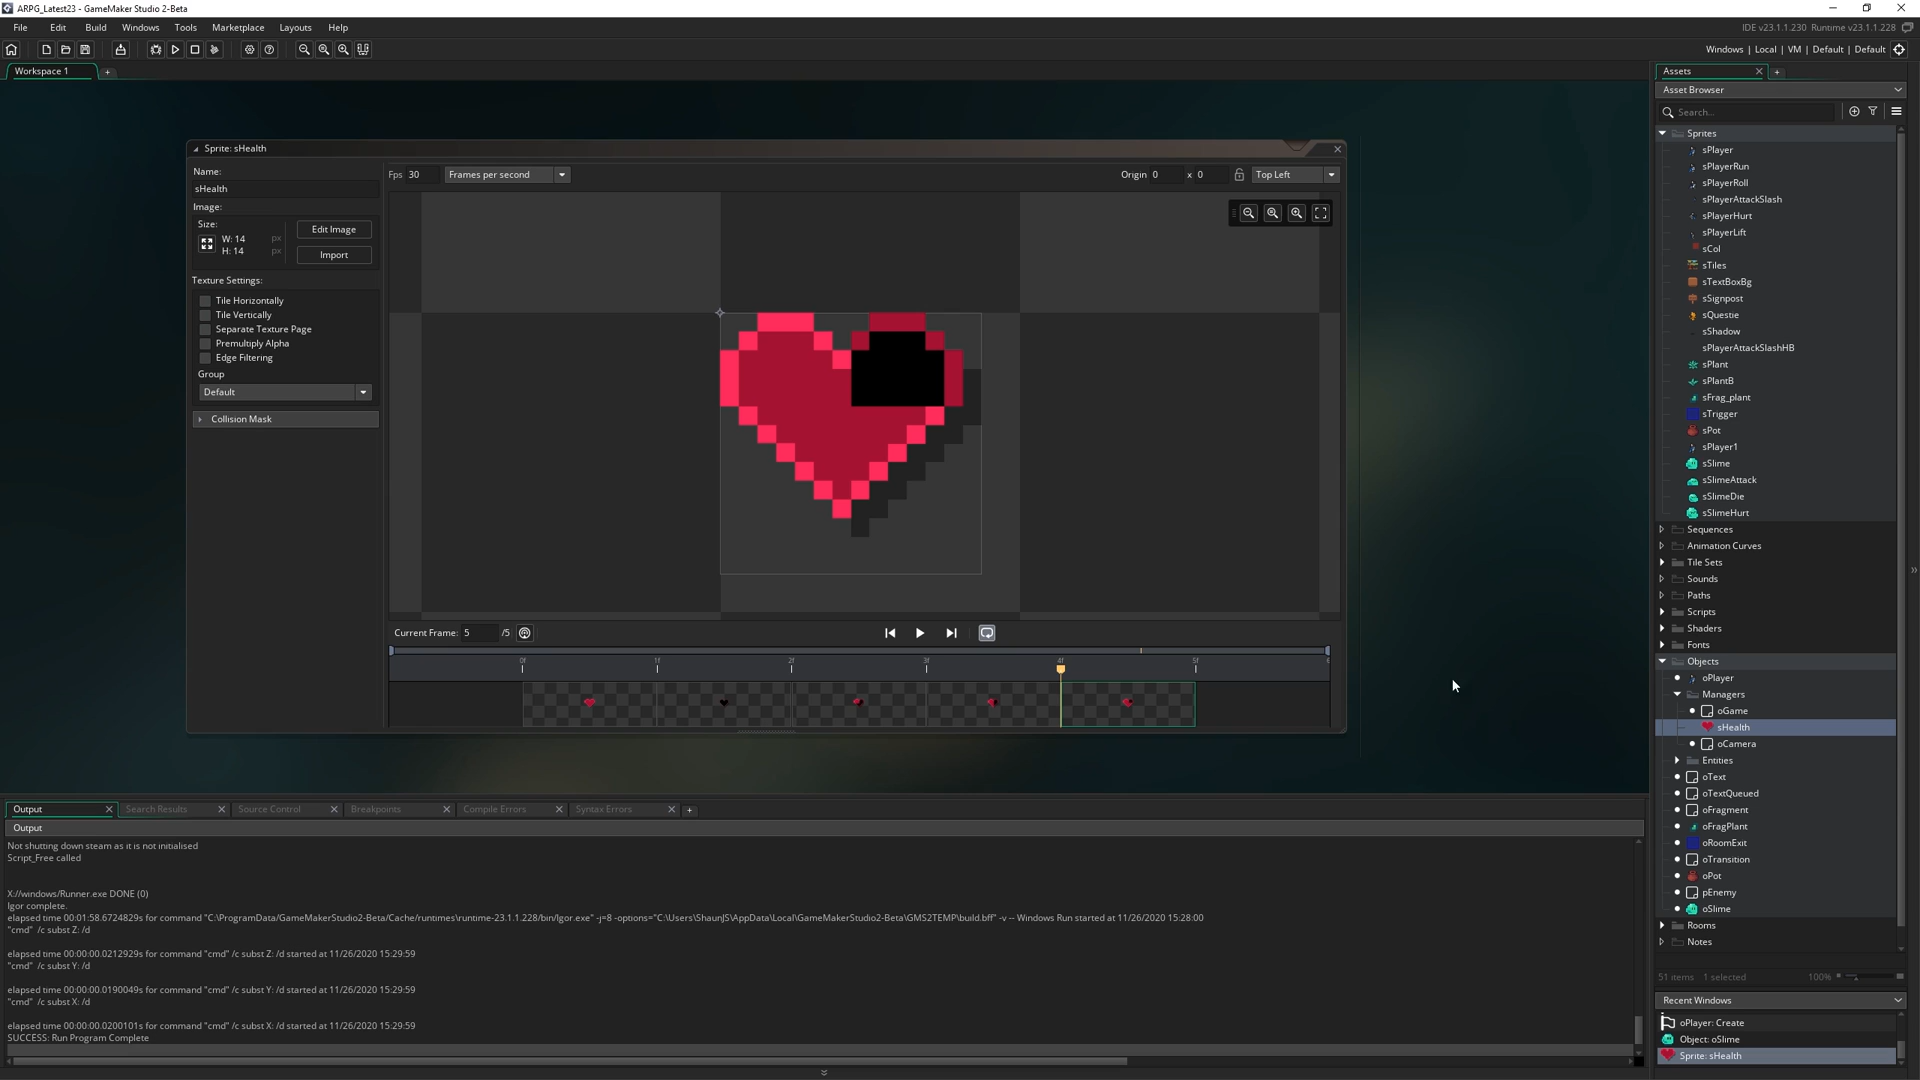 ARPG_Latest23 - GameMaker Studio 2-Beta
File Edit Build Windows Tools Marketplace Layouts Help
IDE v23.1.1.230 Runtime v23.1.1.228
Windows | Local | VM | Default | Default
Workspace 1
Sprite: sHealth
Name:
sHealth
Image:
Size:
W: 14 px
H: 14 px
Edit Image
Import
Texture Settings:
Tile Horizontally
Tile Vertically
Separate Texture Page
Premultiply Alpha
Edge Filtering
Group
Default
Collision Mask
Fps 30 Frames per second
Origin 0 x 0 Top Left
Current Frame: 5 /5
0f 1f 2f 3f 4f 5f
Output Search Results Source Control Breakpoints Compile Errors Syntax Errors
Output
Not shutting down steam as it is not initialised
Script_Free called
X://windows/Runner.exe DONE (0)
Igor complete.
elapsed time 00:01:58.6724829s for command "C:\ProgramData/GameMakerStudio2-Beta/Cache/runtimes\runtime-23.1.1.228/bin/Igor.exe" -j=8 -options="C:\Users\ShaunJS\AppData\Local\GameMakerStudio2-Beta\GMS2TEMP\build.bff" -v -- Windows Run started at 11/26/2020 15:28:00
"cmd" /c subst Z: /d
elapsed time 00:00:00.0212929s for command "cmd" /c subst Z: /d started at 11/26/2020 15:29:59
"cmd" /c subst Y: /d
elapsed time 00:00:00.0190049s for command "cmd" /c subst Y: /d started at 11/26/2020 15:29:59
"cmd" /c subst X: /d
elapsed time 00:00:00.0200101s for command "cmd" /c subst X: /d started at 11/26/2020 15:29:59
SUCCESS: Run Program Complete
Assets
Asset Browser
Search...
Sprites
sPlayer
sPlayerRun
sPlayerRoll
sPlayerAttackSlash
sPlayerHurt
sPlayerLift
sCol
sTiles
sTextBoxBg
sSignpost
sQuestie
sShadow
sPlayerAttackSlashHB
sPlant
sPlantB
sFrag_plant
sTrigger
sPot
sPlayer1
sSlime
sSlimeAttack
sSlimeDie
sSlimeHurt
Sequences
Animation Curves
Tile Sets
Sounds
Paths
Scripts
Shaders
Fonts
Objects
oPlayer
Managers
oGame
sHealth
oCamera
Entities
oText
oTextQueued
oFragment
oFragPlant
oRoomExit
oTransition
oPot
pEnemy
oSlime
Rooms
Notes
51 items 1 selected 100%
Recent Windows
oPlayer: Create
Object: oSlime
Sprite: sHealth